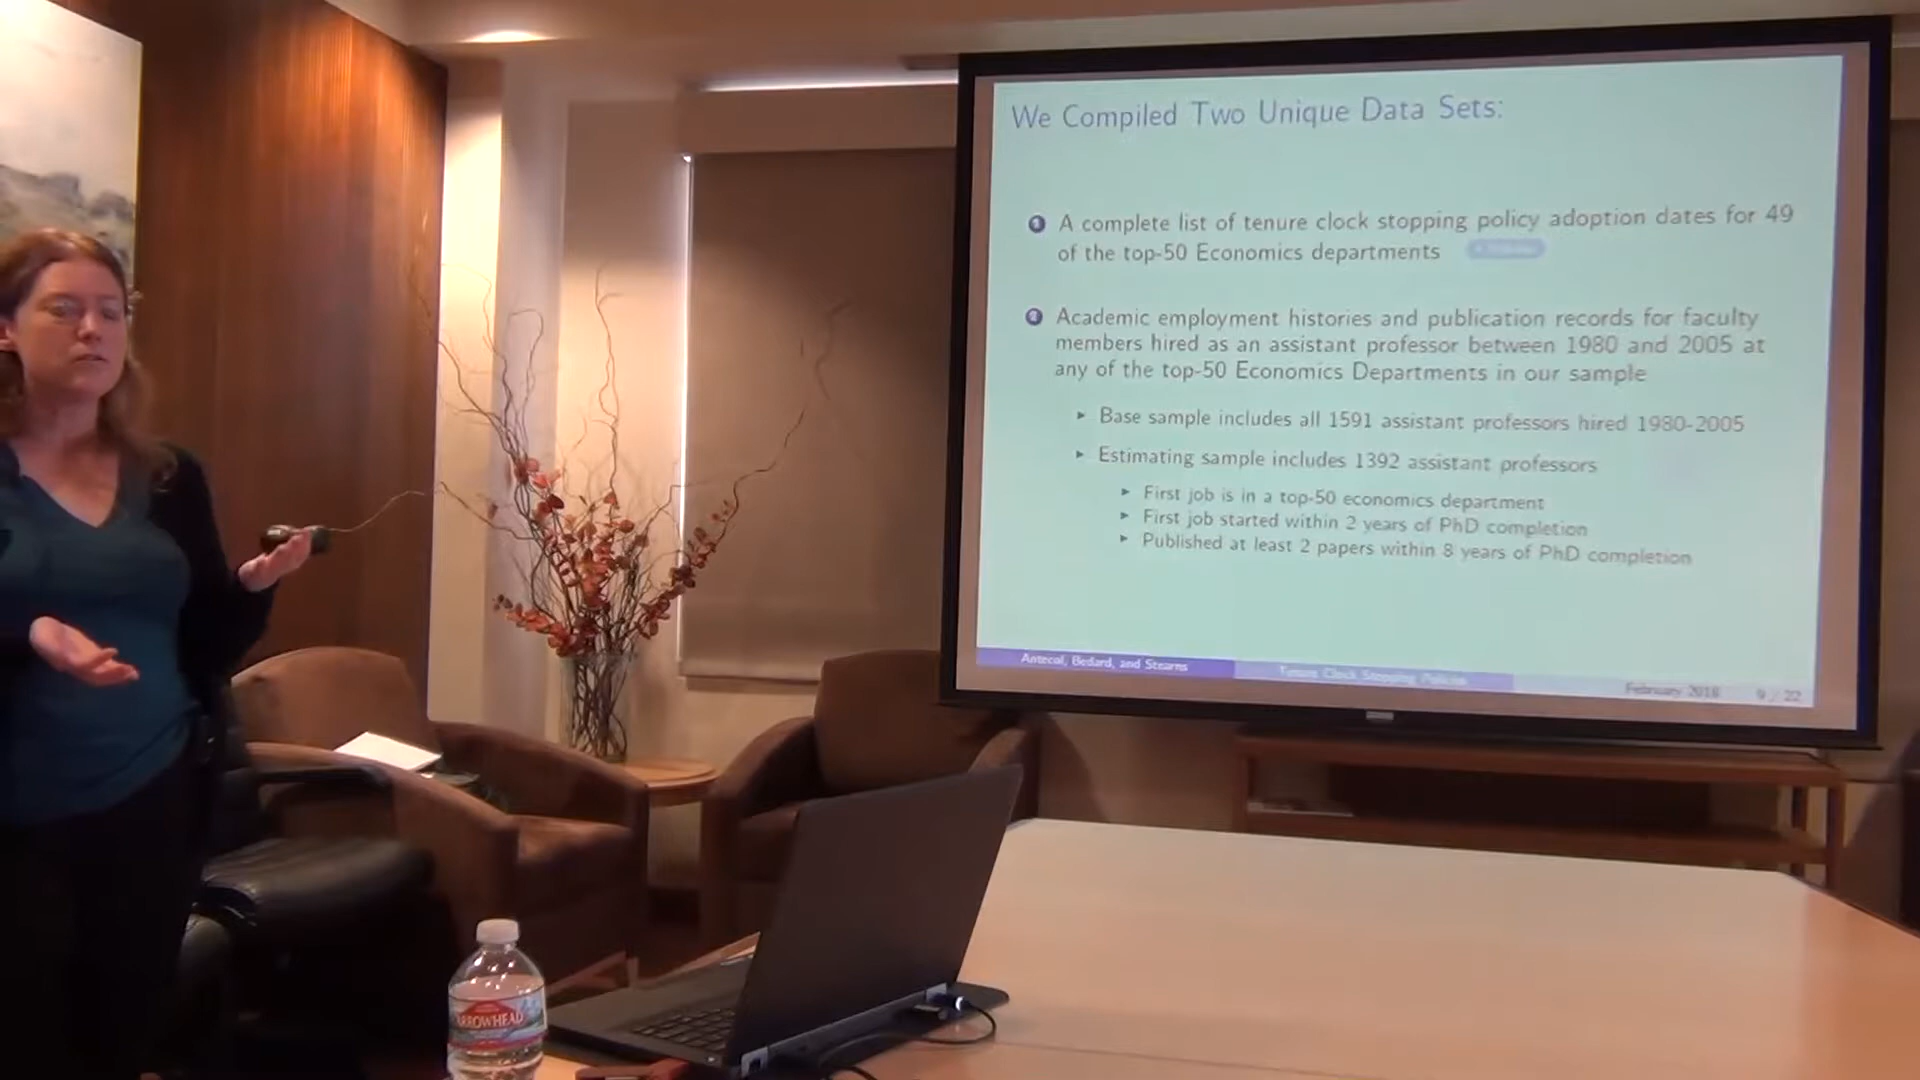 We Compiled Two Unique Data Sets:
1 A complete list of tenure clock stopping policy adoption dates for 49
of the top-50 Economics departments
2 Academic employment histories and publication records for faculty
members hired as an assistant professor between 1980 and 2005 at
any of the top-50 Economics Departments in our sample
Base sample includes all 1591 assistant professors hired 1980-2005
Estimating sample includes 1392 assistant professors
First job is in a top-50 economics department
First job started within 2 years of PhD completion
Published at least 2 papers within 8 years of PhD completion
Antecol, Bedard, and Stearns
Tenure Clock Stopping Policies
February 2018 9 / 22
ARROWHEAD